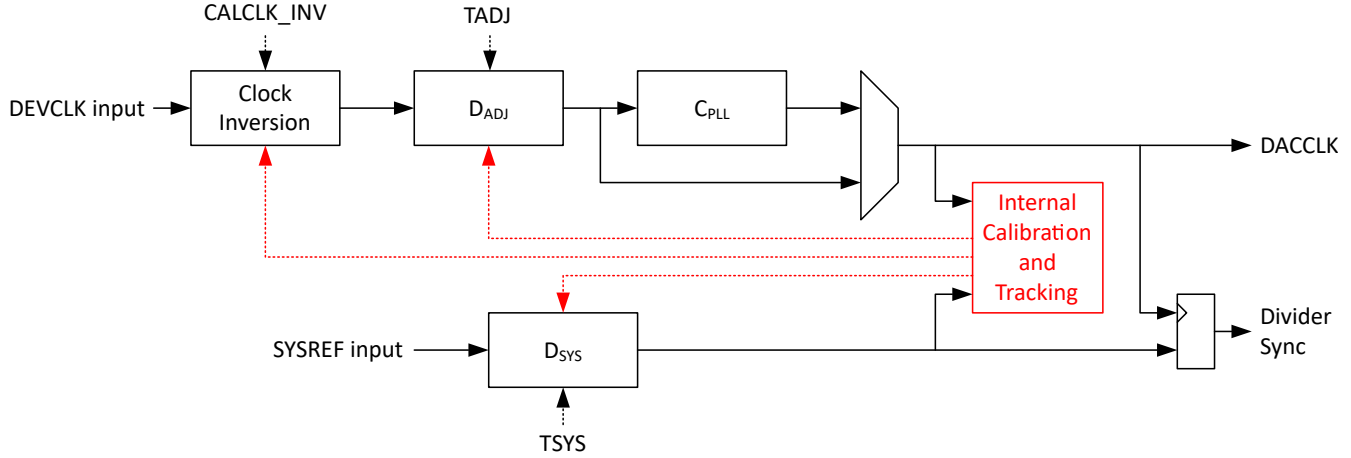 CALCLK_INV
TADJ
DEVCLK input
Clock
Inversion
DADJ
CPLL
DACCLK
Internal
Calibration
and
Tracking
SYSREF input
DSYS
Divider
Sync
TSYS